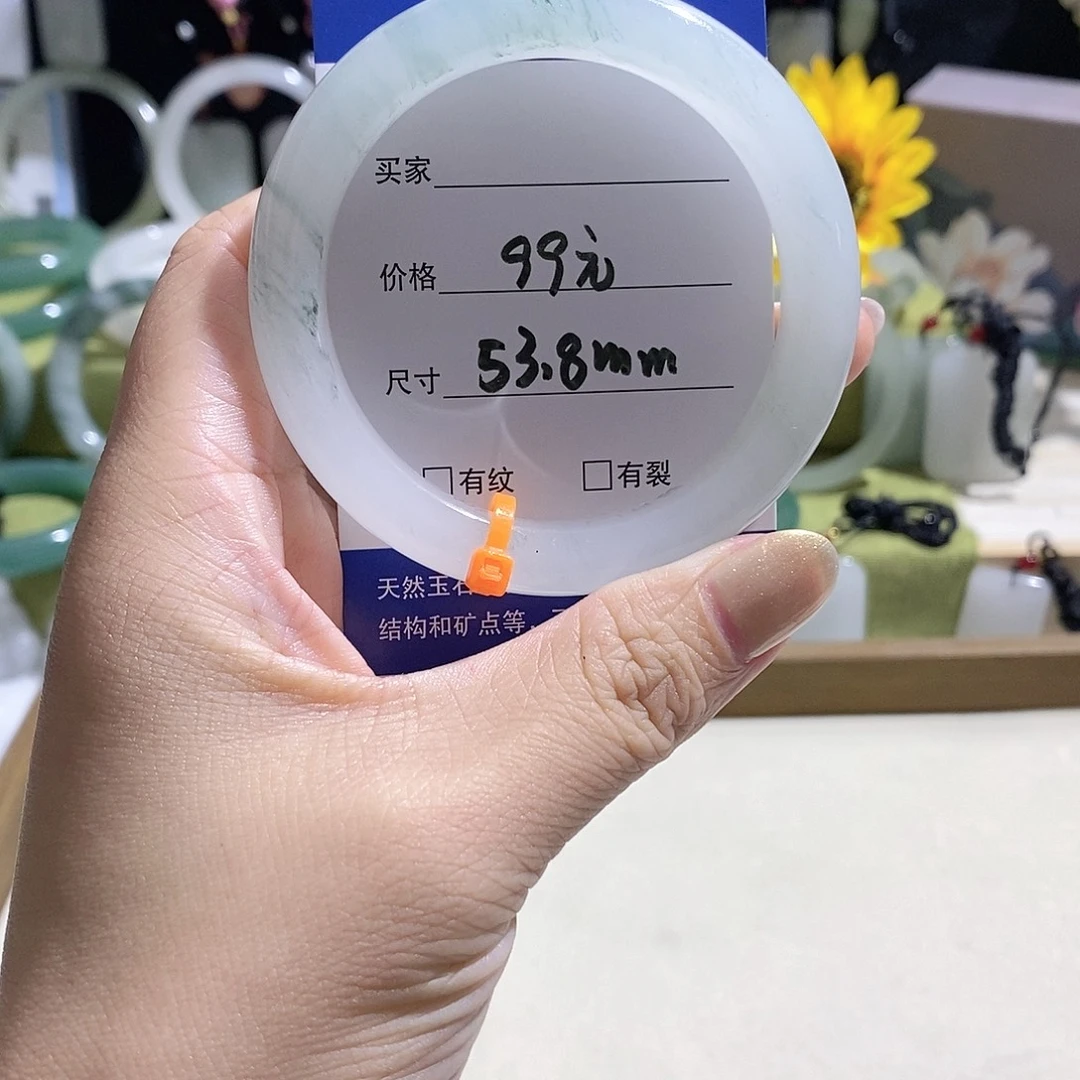 买家
价格 99元
尺寸 53.8mm
□有纹 □有裂
天然玉石
结构和矿点等,